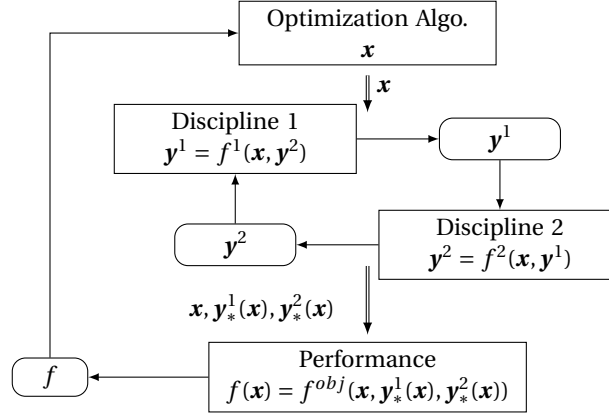 Optimization Algo.
𝒙
𝒙
Discipline 1
𝒚¹ = f¹(𝒙, 𝒚²)
𝒚¹
𝒚²
Discipline 2
𝒚² = f²(𝒙, 𝒚¹)
𝒙, 𝒚¹∗(𝒙), 𝒚²∗(𝒙)
Performance
f(𝒙) = fᵒᵇʲ(𝒙, 𝒚¹∗(𝒙), 𝒚²∗(𝒙))
f